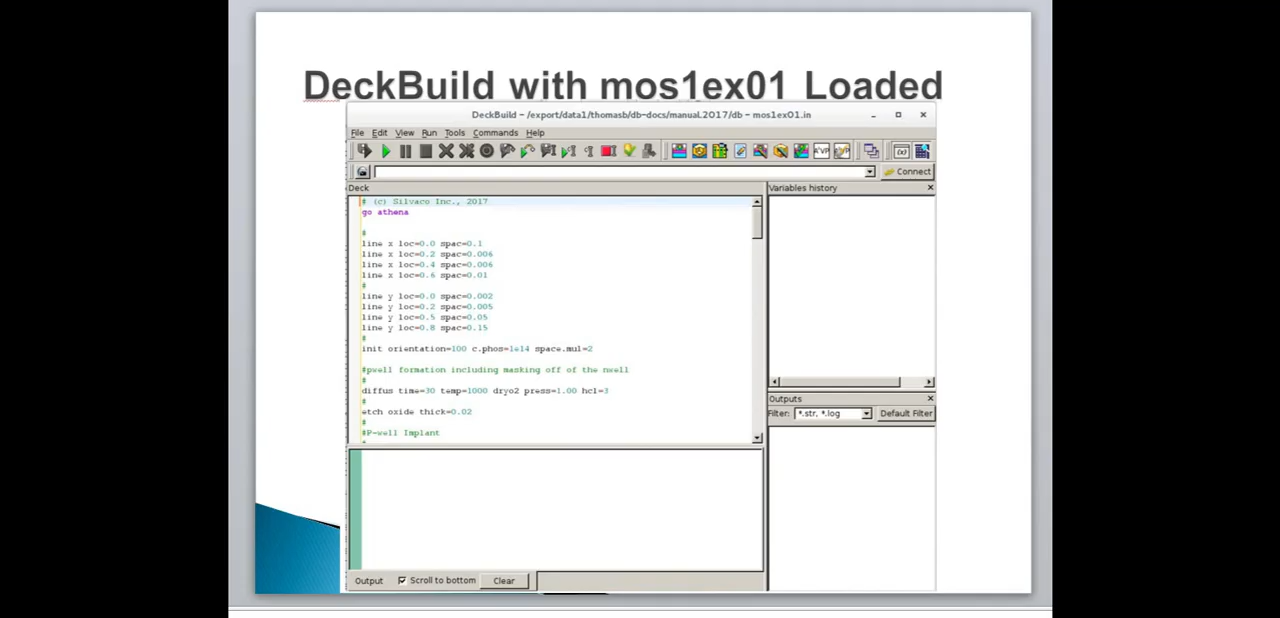 DeckBuild with mos1ex01 Loaded
DeckBuild - /export/data1/thomasb/db-docs/manual.2017/db - mos1ex01.in
File Edit View Run Tools Commands Help
Connect
Deck
Variables history
# (c) Silvaco Inc., 2017
go athena
#
line x loc=0.0 spac=0.1
line x loc=0.2 spac=0.006
line x loc=0.4 spac=0.006
line x loc=0.6 spac=0.01
#
line y loc=0.0 spac=0.002
line y loc=0.2 spac=0.005
line y loc=0.5 spac=0.05
line y loc=0.8 spac=0.15
#
init orientation=100 c.phos=1e14 space.mul=2
#pwell formation including masking off of the nwell
#
diffus time=30 temp=1000 dryo2 press=1.00 hcl=3
#
etch oxide thick=0.02
#
#P-well Implant
Outputs
Filter: *.str, *.log Default Filter
Output Scroll to bottom Clear